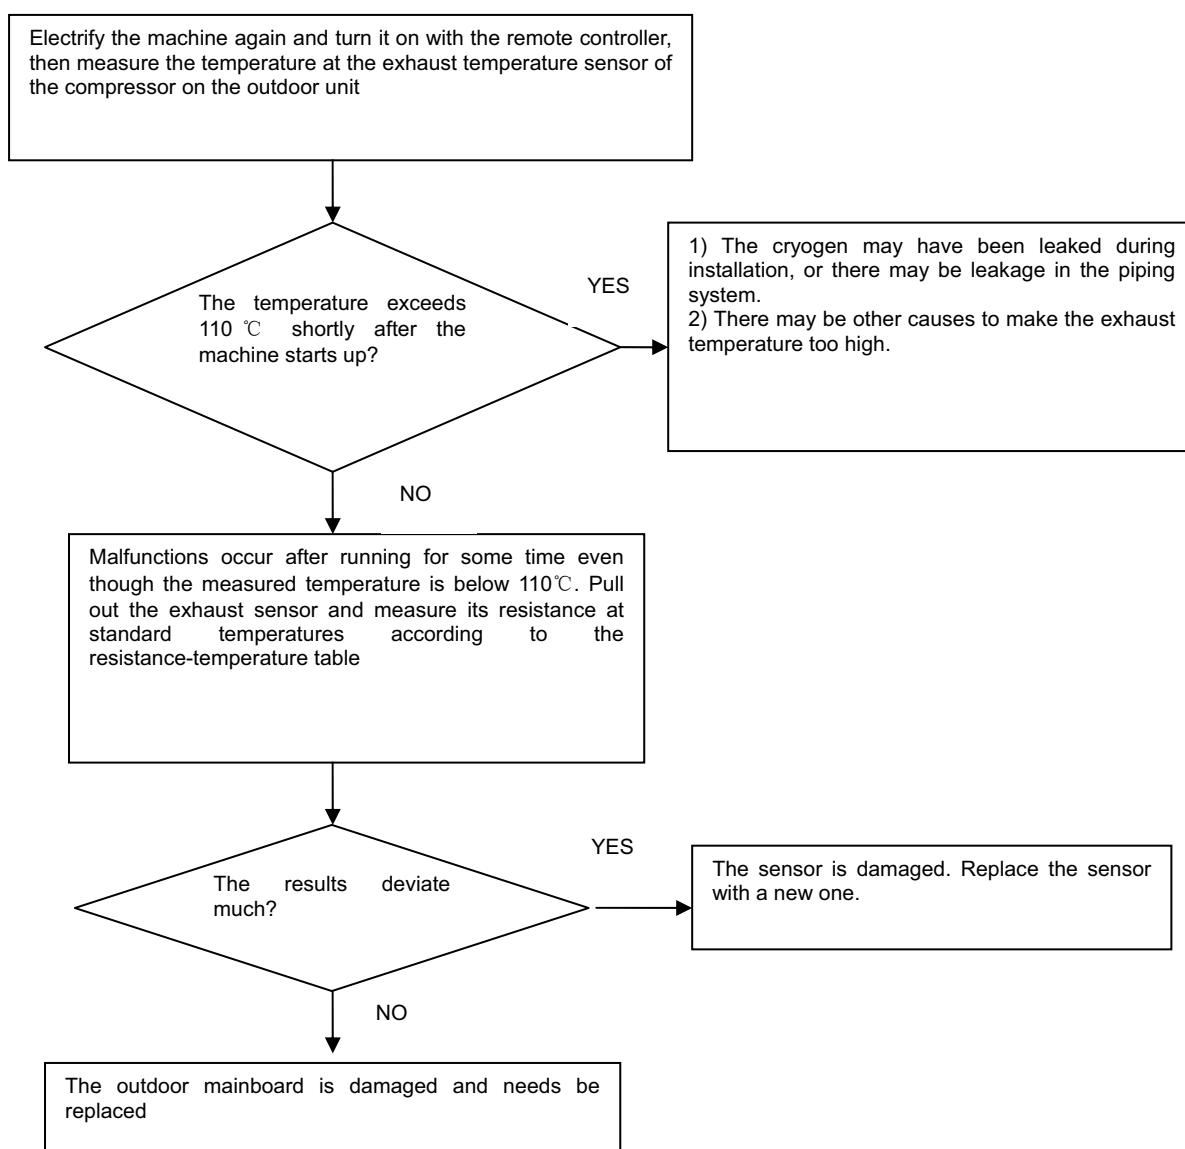 Electrify the machine again and turn it on with the remote controller,
then measure the temperature at the exhaust temperature sensor of
the compressor on the outdoor unit
The temperature exceeds
110 ℃ shortly after the
machine starts up?
YES
1) The cryogen may have been leaked during
installation, or there may be leakage in the piping
system.
2) There may be other causes to make the exhaust
temperature too high.
NO
Malfunctions occur after running for some time even
though the measured temperature is below 110℃. Pull
out the exhaust sensor and measure its resistance at
standard temperatures according to the
resistance-temperature table
The results deviate
much?
YES
The sensor is damaged. Replace the sensor
with a new one.
NO
The outdoor mainboard is damaged and needs be
replaced